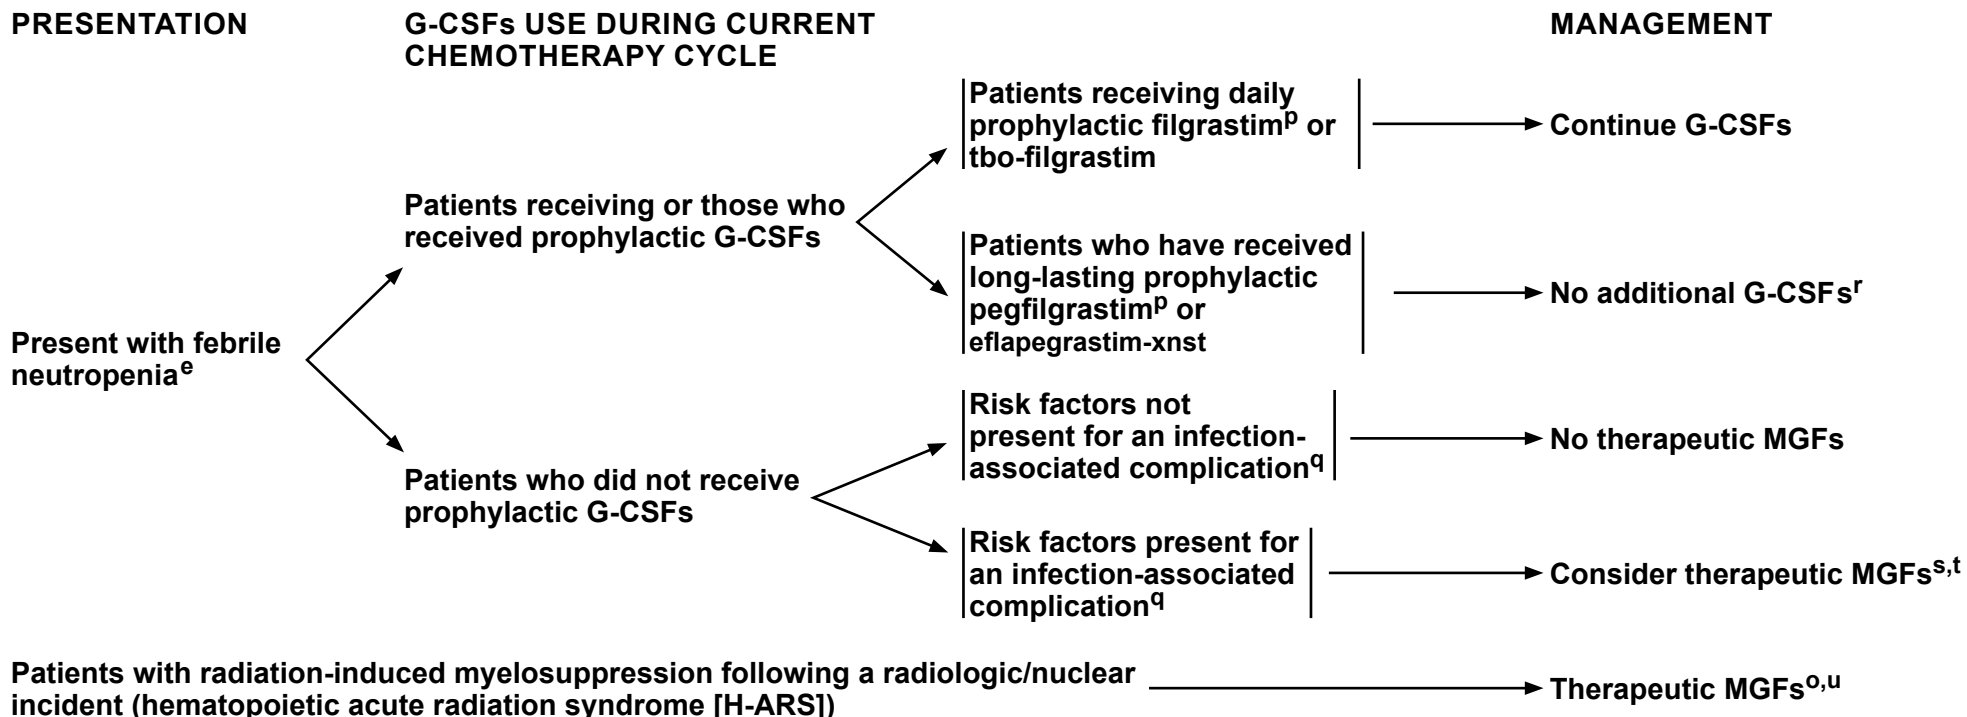 PRESENTATION
G-CSFs USE DURING CURRENT
CHEMOTHERAPY CYCLE
MANAGEMENT
Patients receiving daily
prophylactic filgrastimᵖ or
tbo-filgrastim
Continue G-CSFs
Patients receiving or those who
received prophylactic G-CSFs
Patients who have received
long-lasting prophylactic
pegfilgrastimᵖ or
eflapegrastim-xnst
No additional G-CSFsʳ
Present with febrile
neutropeniaᵉ
Risk factors not
present for an infection-
associated complication^q
No therapeutic MGFs
Patients who did not receive
prophylactic G-CSFs
Risk factors present for
an infection-associated
complication^q
Consider therapeutic MGFsˢ,ᵗ
Patients with radiation-induced myelosuppression following a radiologic/nuclear
incident (hematopoietic acute radiation syndrome [H-ARS])
Therapeutic MGFsᵒ,ᵘ